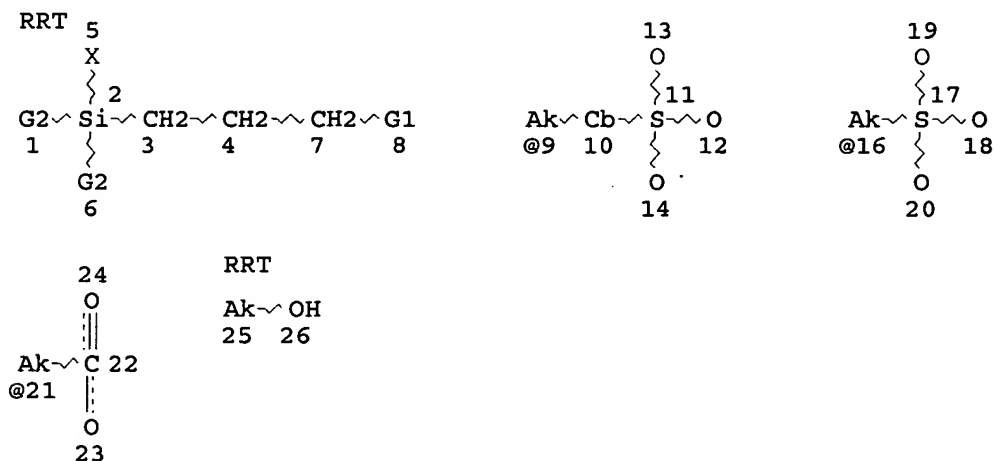 RRT 5 13 19
X O O
2 11 17
G2 Si CH2 CH2 CH2 G1 Ak Cb S O Ak S O
1 3 4 7 8 @9 10 12 @16 18
G2 O O
6 14 20
24 RRT
O Ak OH
25 26
Ak C 22
@21
O
23